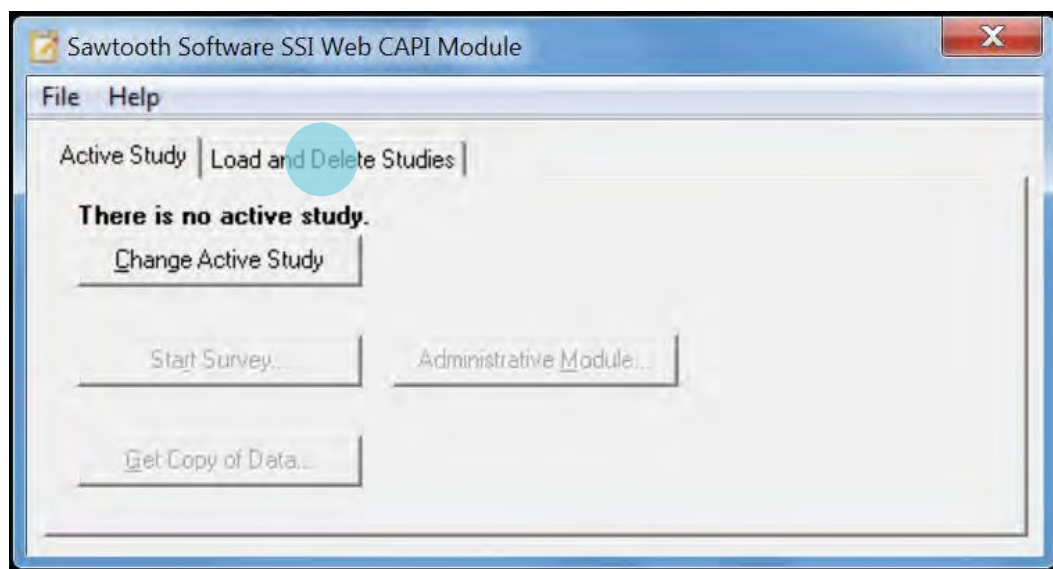 Sawtooth Software SSI Web CAPI Module
X
File Help
Active Study Load and Delete Studies
There is no active study.
Change Active Study
Start Survey... Administrative Module...
Get Copy of Data...